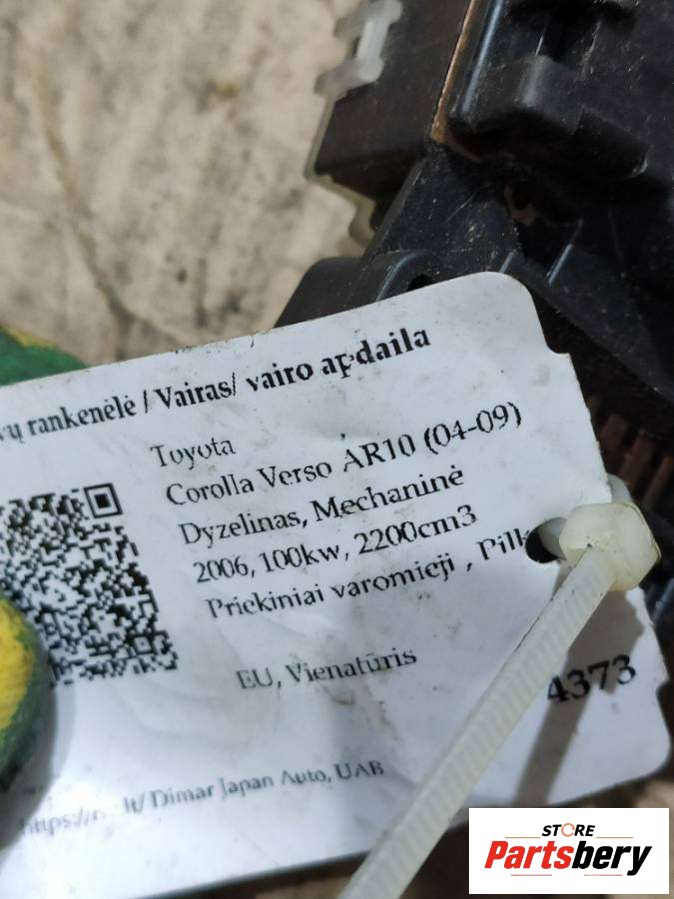 rankenėlė / Vairas/ vairo apdaila
Toyota
Corolla Verso AR10 (04-09)
Dyzelinas, Mechaninė
2006, 100kw, 2200cm3
Priekiniai varomieji , Pilk
EU, Vienatūris
4373
lt/ Dimar Japan Auto, UAB
STORE
Partsbery